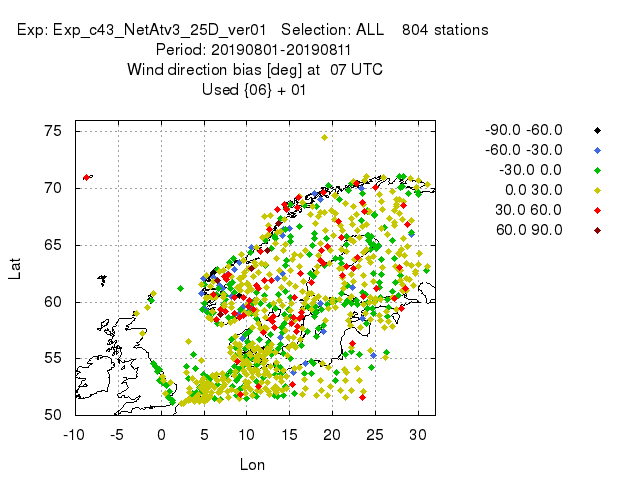 Exp: Exp_c43_NetAtv3_25D_ver01   Selection: ALL    804 stations
Period: 20190801-20190811
Wind direction bias [deg] at  07 UTC
Used {06} + 01
75
70
65
60
55
50
Lat
-10 -5 0 5 10 15 20 25 30
Lon
-90.0 -60.0
-60.0 -30.0
-30.0 0.0
0.0 30.0
30.0 60.0
60.0 90.0